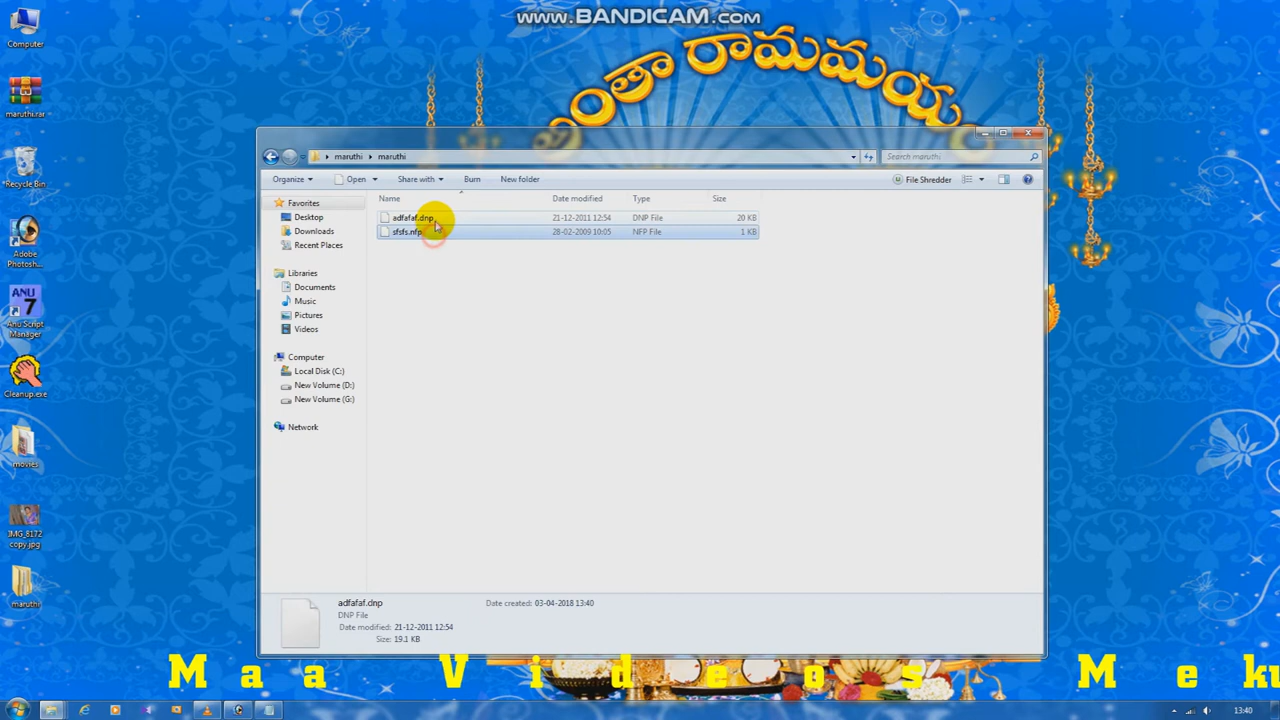 www.BANDICAM.com
Computer
maruthi.rar
Recycle Bin
Adobe
Photosh...
ANU
7
Anu Script
Manager
Cleanup.exe
movies
IMG_8172
copy.jpg
maruthi
రామమయం
maruthi ▸ maruthi
Search maruthi
Organize
Open
Share with
Burn
New folder
File Shredder
Name
Date modified
Type
Size
adfafaf.dnp
21-12-2011 12:54
DNP File
20 KB
sfsfs.nfp
28-02-2009 10:05
NFP File
1 KB
Favorites
Desktop
Downloads
Recent Places
Libraries
Documents
Music
Pictures
Videos
Computer
Local Disk (C:)
New Volume (D:)
New Volume (G:)
Network
adfafaf.dnp
Date created: 03-04-2018 13:40
DNP File
Date modified: 21-12-2011 12:54
Size: 19.1 KB
Maa Videos Meku
13:40